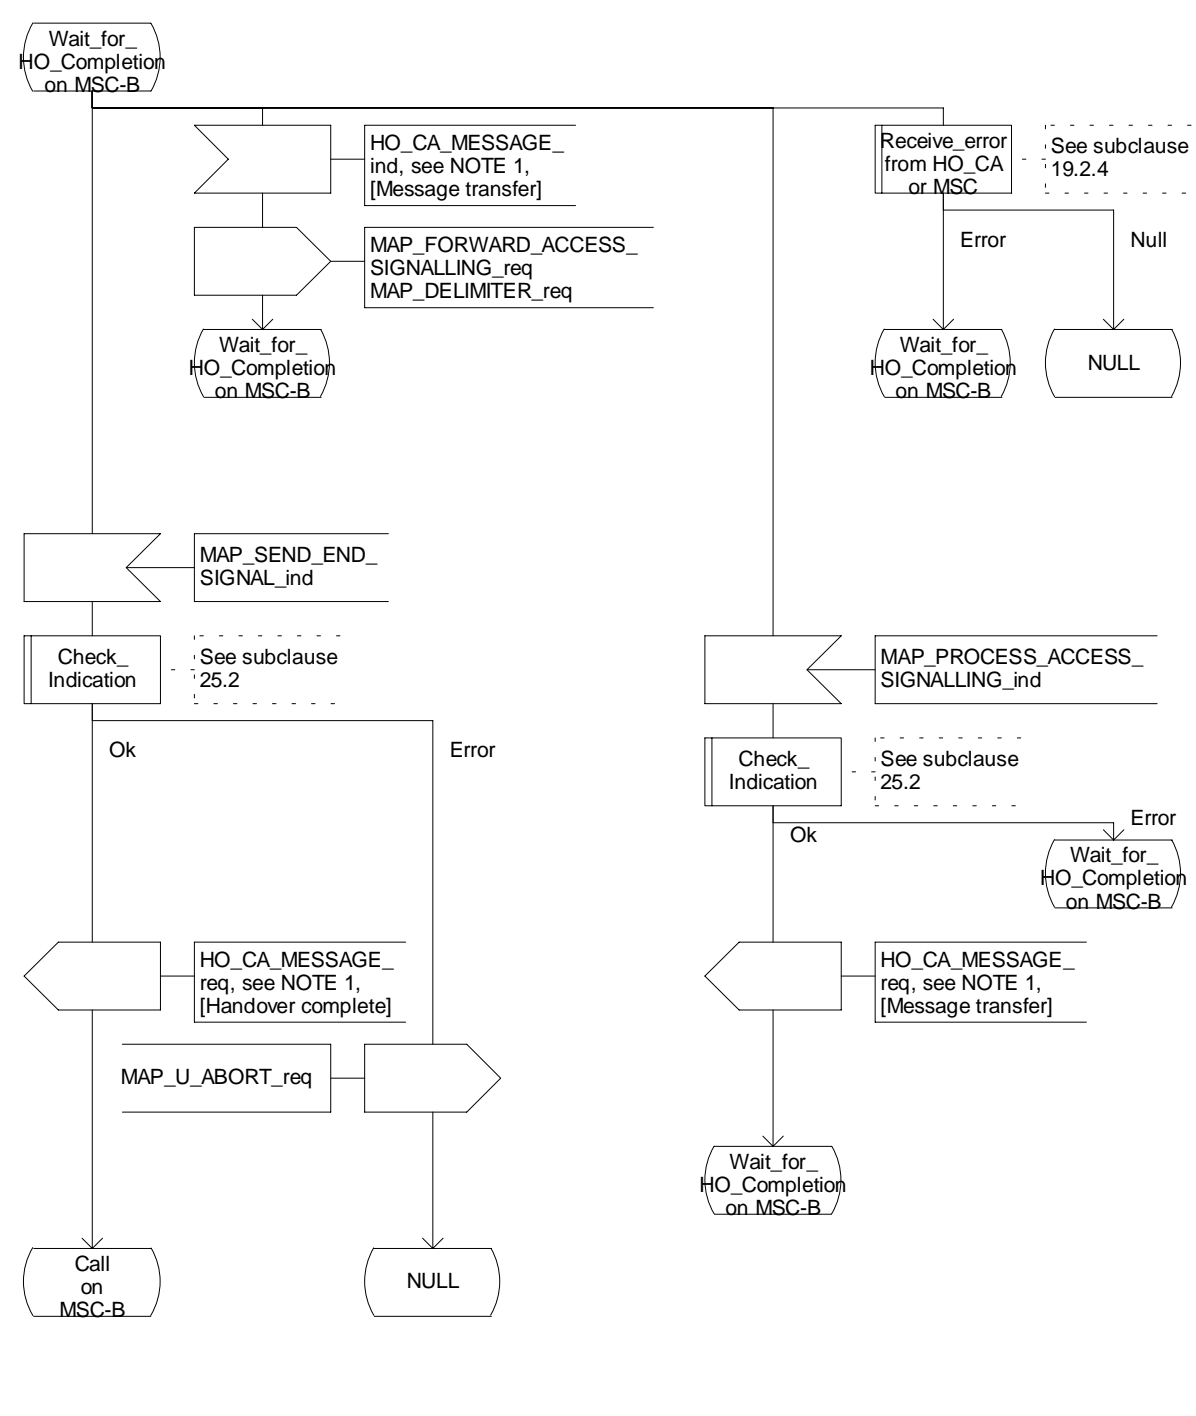 Wait_for_
HO_Completion
on MSC-B
HO_CA_MESSAGE_
ind, see NOTE 1,
[Message transfer]
Receive_error
from HO_CA
or MSC
See subclause
19.2.4
MAP_FORWARD_ACCESS_
SIGNALLING_req
MAP_DELIMITER_req
Error
Null
Wait_for_
HO_Completion
on MSC-B
Wait_for_
HO_Completion
on MSC-B
NULL
MAP_SEND_END_
SIGNAL_ind
Check_
Indication
See subclause
25.2
MAP_PROCESS_ACCESS_
SIGNALLING_ind
Ok
Error
Check_
Indication
See subclause
25.2
Ok
Error
Wait_for_
HO_Completion
on MSC-B
HO_CA_MESSAGE_
req, see NOTE 1,
[Handover complete]
HO_CA_MESSAGE_
req, see NOTE 1,
[Message transfer]
MAP_U_ABORT_req
Wait_for_
HO_Completion
on MSC-B
Call
on
MSC-B
NULL